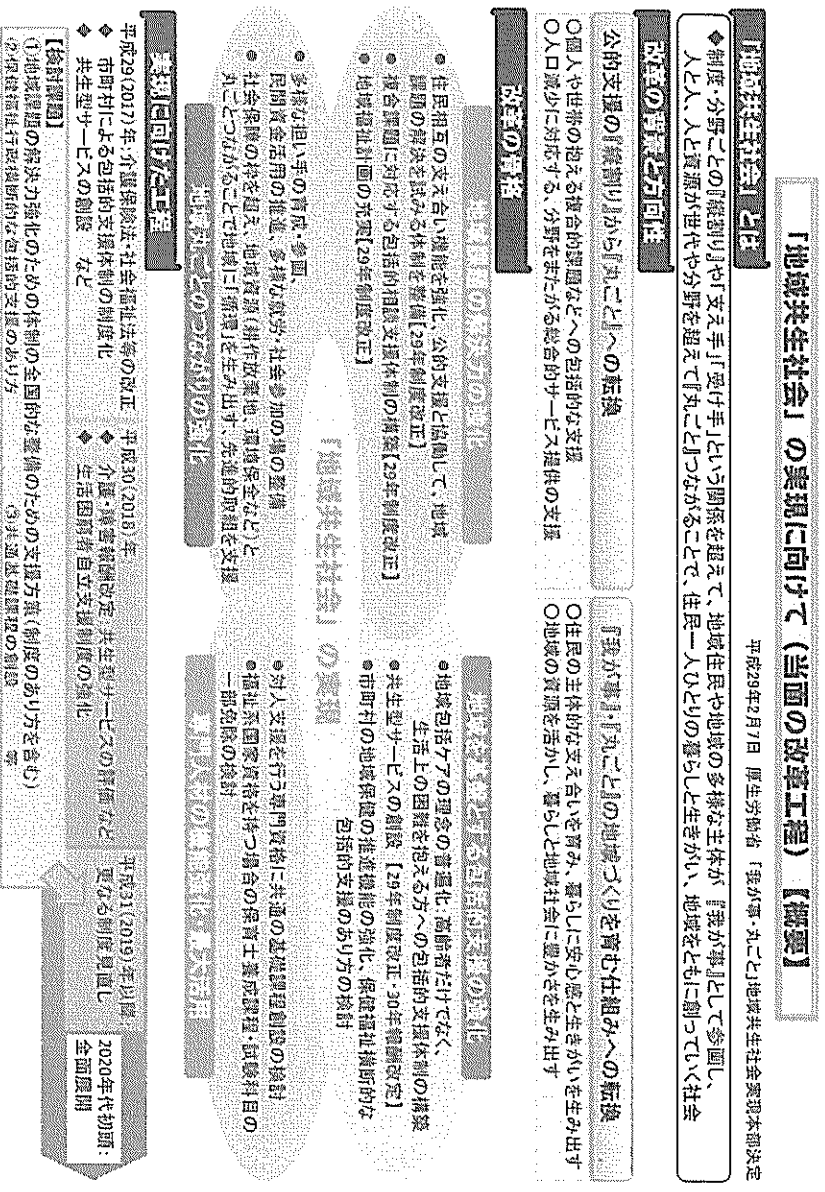 「地域共生社会」の実現に向けて（当面の改革工程）【概要】
平成29年2月7日　厚生労働省　「我が事・丸ごと」地域共生社会実現本部決定
「地域共生社会」とは
◆制度・分野ごとの『縦割り』や「支え手」「受け手」という関係を超えて、地域住民や地域の多様な主体が『我が事』として参画し、
人と人、人と資源が世代や分野を超えて『丸ごと』つながることで、住民一人ひとりの暮らしと生きがい、地域をともに創っていく社会
改革の背景と方向性
公的支援の『縦割り』から『丸ごと』への転換
○個人や世帯の抱える複合的課題などへの包括的な支援
○人口減少に対応する、分野をまたがる総合的サービス提供の支援
『我が事』・『丸ごと』の地域づくりを育む仕組みへの転換
○住民の主体的な支え合いを育み、暮らしに安心感と生きがいを生み出す
○地域の資源を活かし、暮らしと地域社会に豊かさを生み出す
改革の骨格
地域課題の解決力の強化
● 住民相互の支え合い機能を強化、公的支援と協働して、地域
課題の解決を試みる体制を整備【29年制度改正】
● 複合課題に対応する包括的相談支援体制の構築【29年制度改正】
● 地域福祉計画の充実【29年制度改正】
地域を基盤とする包括的支援の強化
● 地域包括ケアの理念の普遍化：高齢者だけでなく、
生活上の困難を抱える方への包括的支援体制の構築
● 共生型サービスの創設【29年制度改正・30年報酬改定】
● 市町村の地域保健の推進機能の強化、保健福祉横断的な
包括的支援のあり方の検討
「地域共生社会」の実現
● 多様な担い手の育成・参画、
民間資金活用の推進、多様な就労・社会参加の場の整備
● 社会保障の枠を超え、地域資源（耕作放棄地、環境保全など）と
丸ごとつながることで地域に「循環」を生み出す、先進的取組を支援
地域丸ごとのつながりの強化
● 対人支援を行う専門資格に共通の基礎課程創設の検討
● 福祉系国家資格を持つ場合の保育士養成課程・試験科目の
一部免除の検討
専門人材の機能強化・最大活用
実現に向けた工程
平成29(2017)年：介護保険法・社会福祉法等の改正
◆ 市町村による包括的支援体制の制度化
◆ 共生型サービスの創設　など
平成30(2018)年：
◆ 介護・障害報酬改定：共生型サービスの評価など
◆ 生活困窮者自立支援制度の強化
平成31(2019)年以降：
更なる制度見直し
2020年代初頭：
全面展開
【検討課題】
①地域課題の解決力強化のための体制の全国的な整備のための支援方策（制度のあり方を含む）
②保健福祉行政横断的な包括的支援のあり方　③共通基礎課程の創設　等